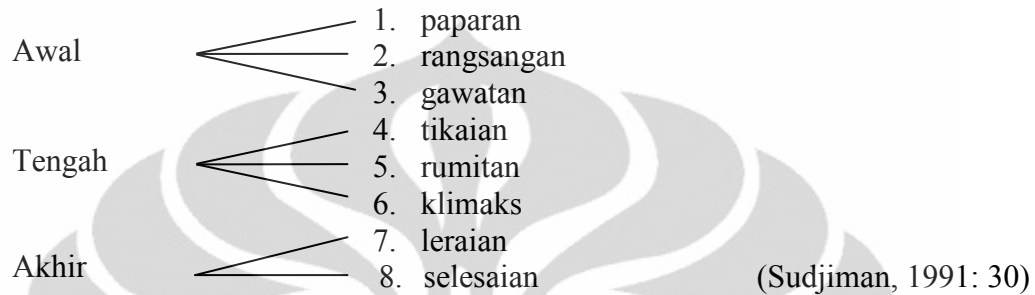 1. paparan
Awal
2. rangsangan
3. gawatan
4. tikaian
Tengah
5. rumitan
6. klimaks
7. leraian
Akhir
8. selesaian (Sudjiman, 1991: 30)